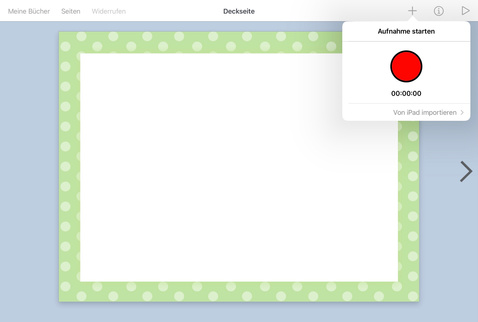 Meine Bücher Seiten Widerrufen Deckseite
Aufnahme starten
00:00:00
Von iPad importieren